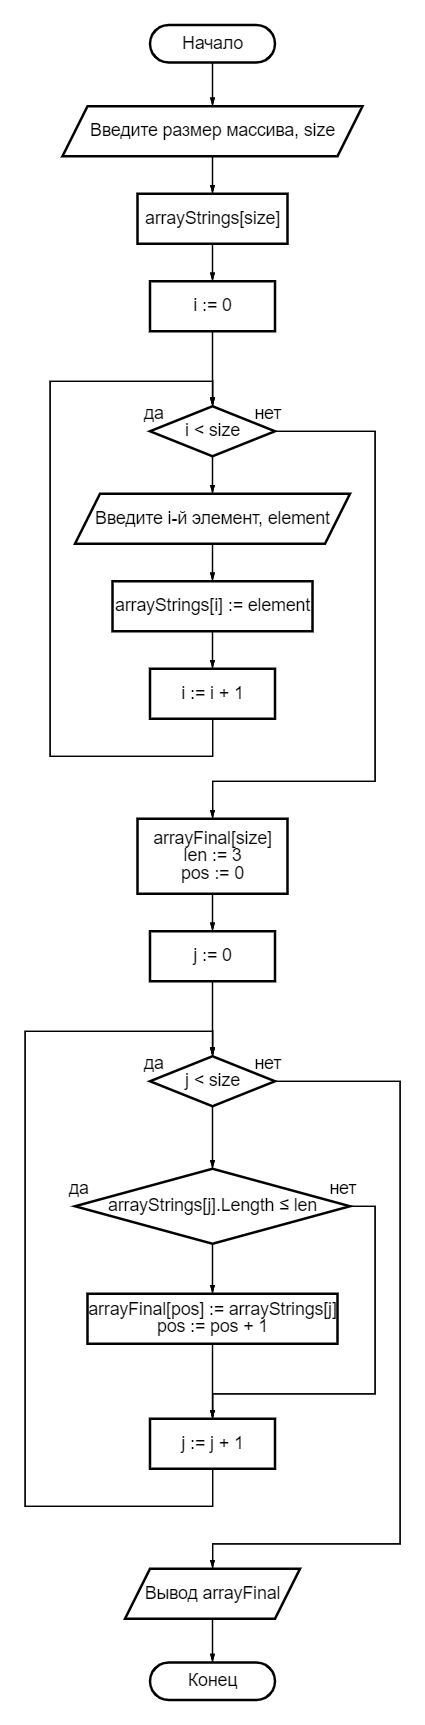 Начало
Введите размер массива, size
arrayStrings[size]
i := 0
да
нет
i < size
Введите i-й элемент, element
arrayStrings[i] := element
i := i + 1
arrayFinal[size]
len := 3
pos := 0
j := 0
да
нет
j < size
да
нет
arrayStrings[j].Length ≤ len
arrayFinal[pos] := arrayStrings[j]
pos := pos + 1
j := j + 1
Вывод arrayFinal
Конец